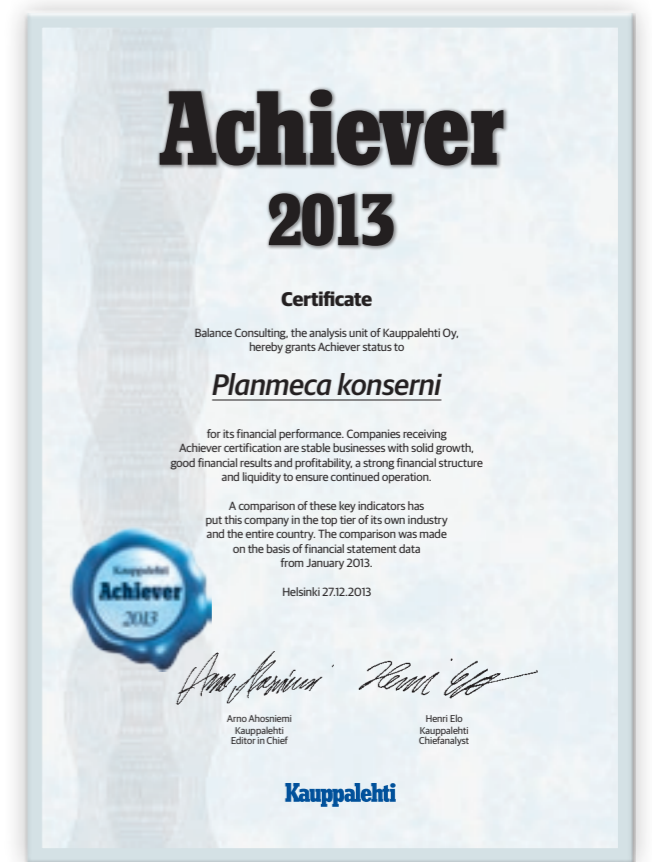 Achiever
2013
Certificate
Balance Consulting, the analysis unit of Kauppalehti Oy,
hereby grants Achiever status to
Planmeca konserni
for its financial performance. Companies receiving
Achiever certification are stable businesses with solid growth,
good financial results and profitability, a strong financial structure
and liquidity to ensure continued operation.
A comparison of these key indicators has
put this company in the top tier of its own industry
and the entire country. The comparison was made
on the basis of financial statement data
from January 2013.
Kauppalehti
Achiever
2013
Helsinki 27.12.2013
Arno Ahosniemi
Kauppalehti
Editor in Chief
Henri Elo
Kauppalehti
Chiefanalyst
Kauppalehti